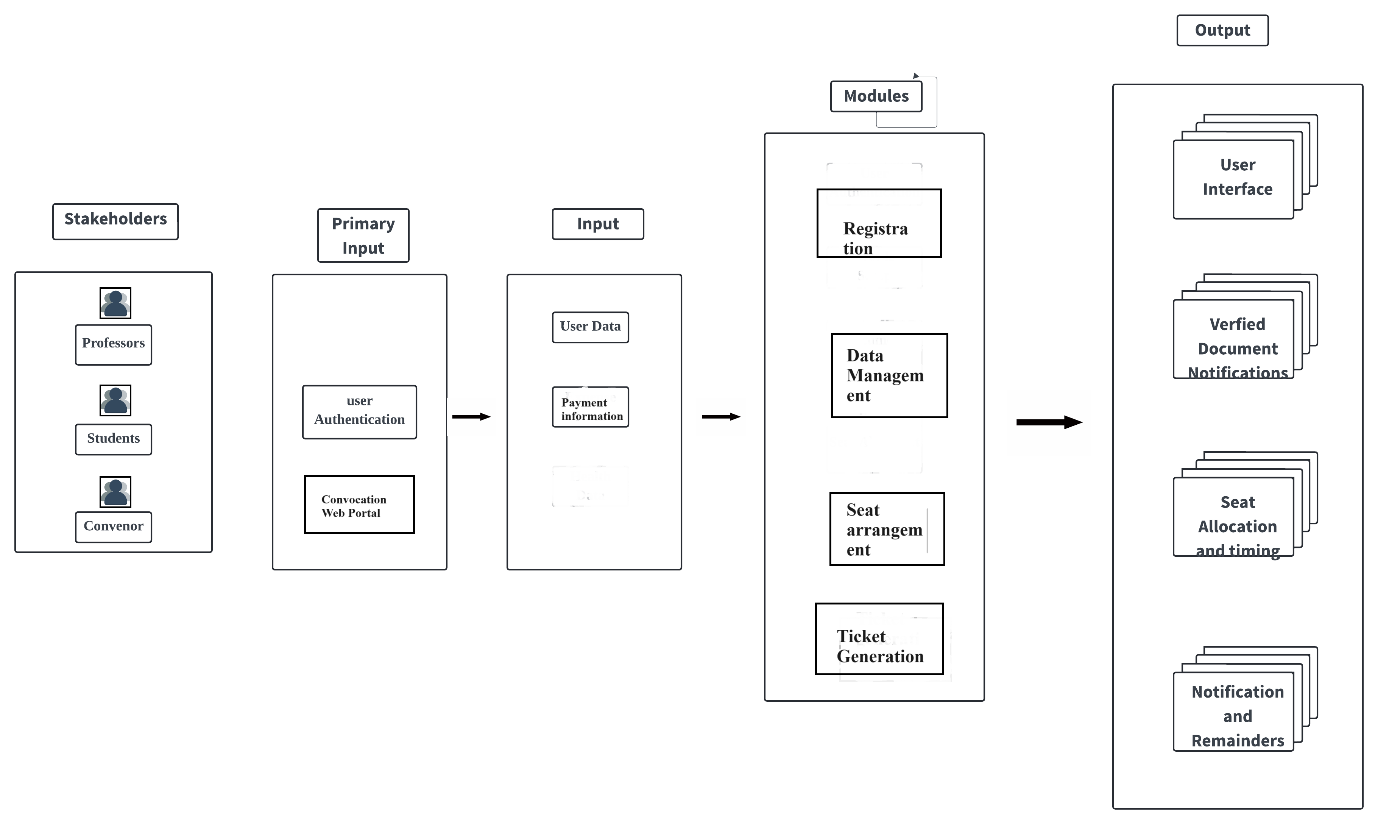 Output
Modules
Stakeholders
Primary
Input
Input
Professors
Students
Convenor
user
Authentication
Convocation
Web Portal
User Data
Payment
information
Registra
tion
Data
Managem
ent
Seat
arrangem
ent
Ticket
Generation
User
Interface
Verfied
Document
Notifications
Seat
Allocation
and timing
Notification
and
Remainders